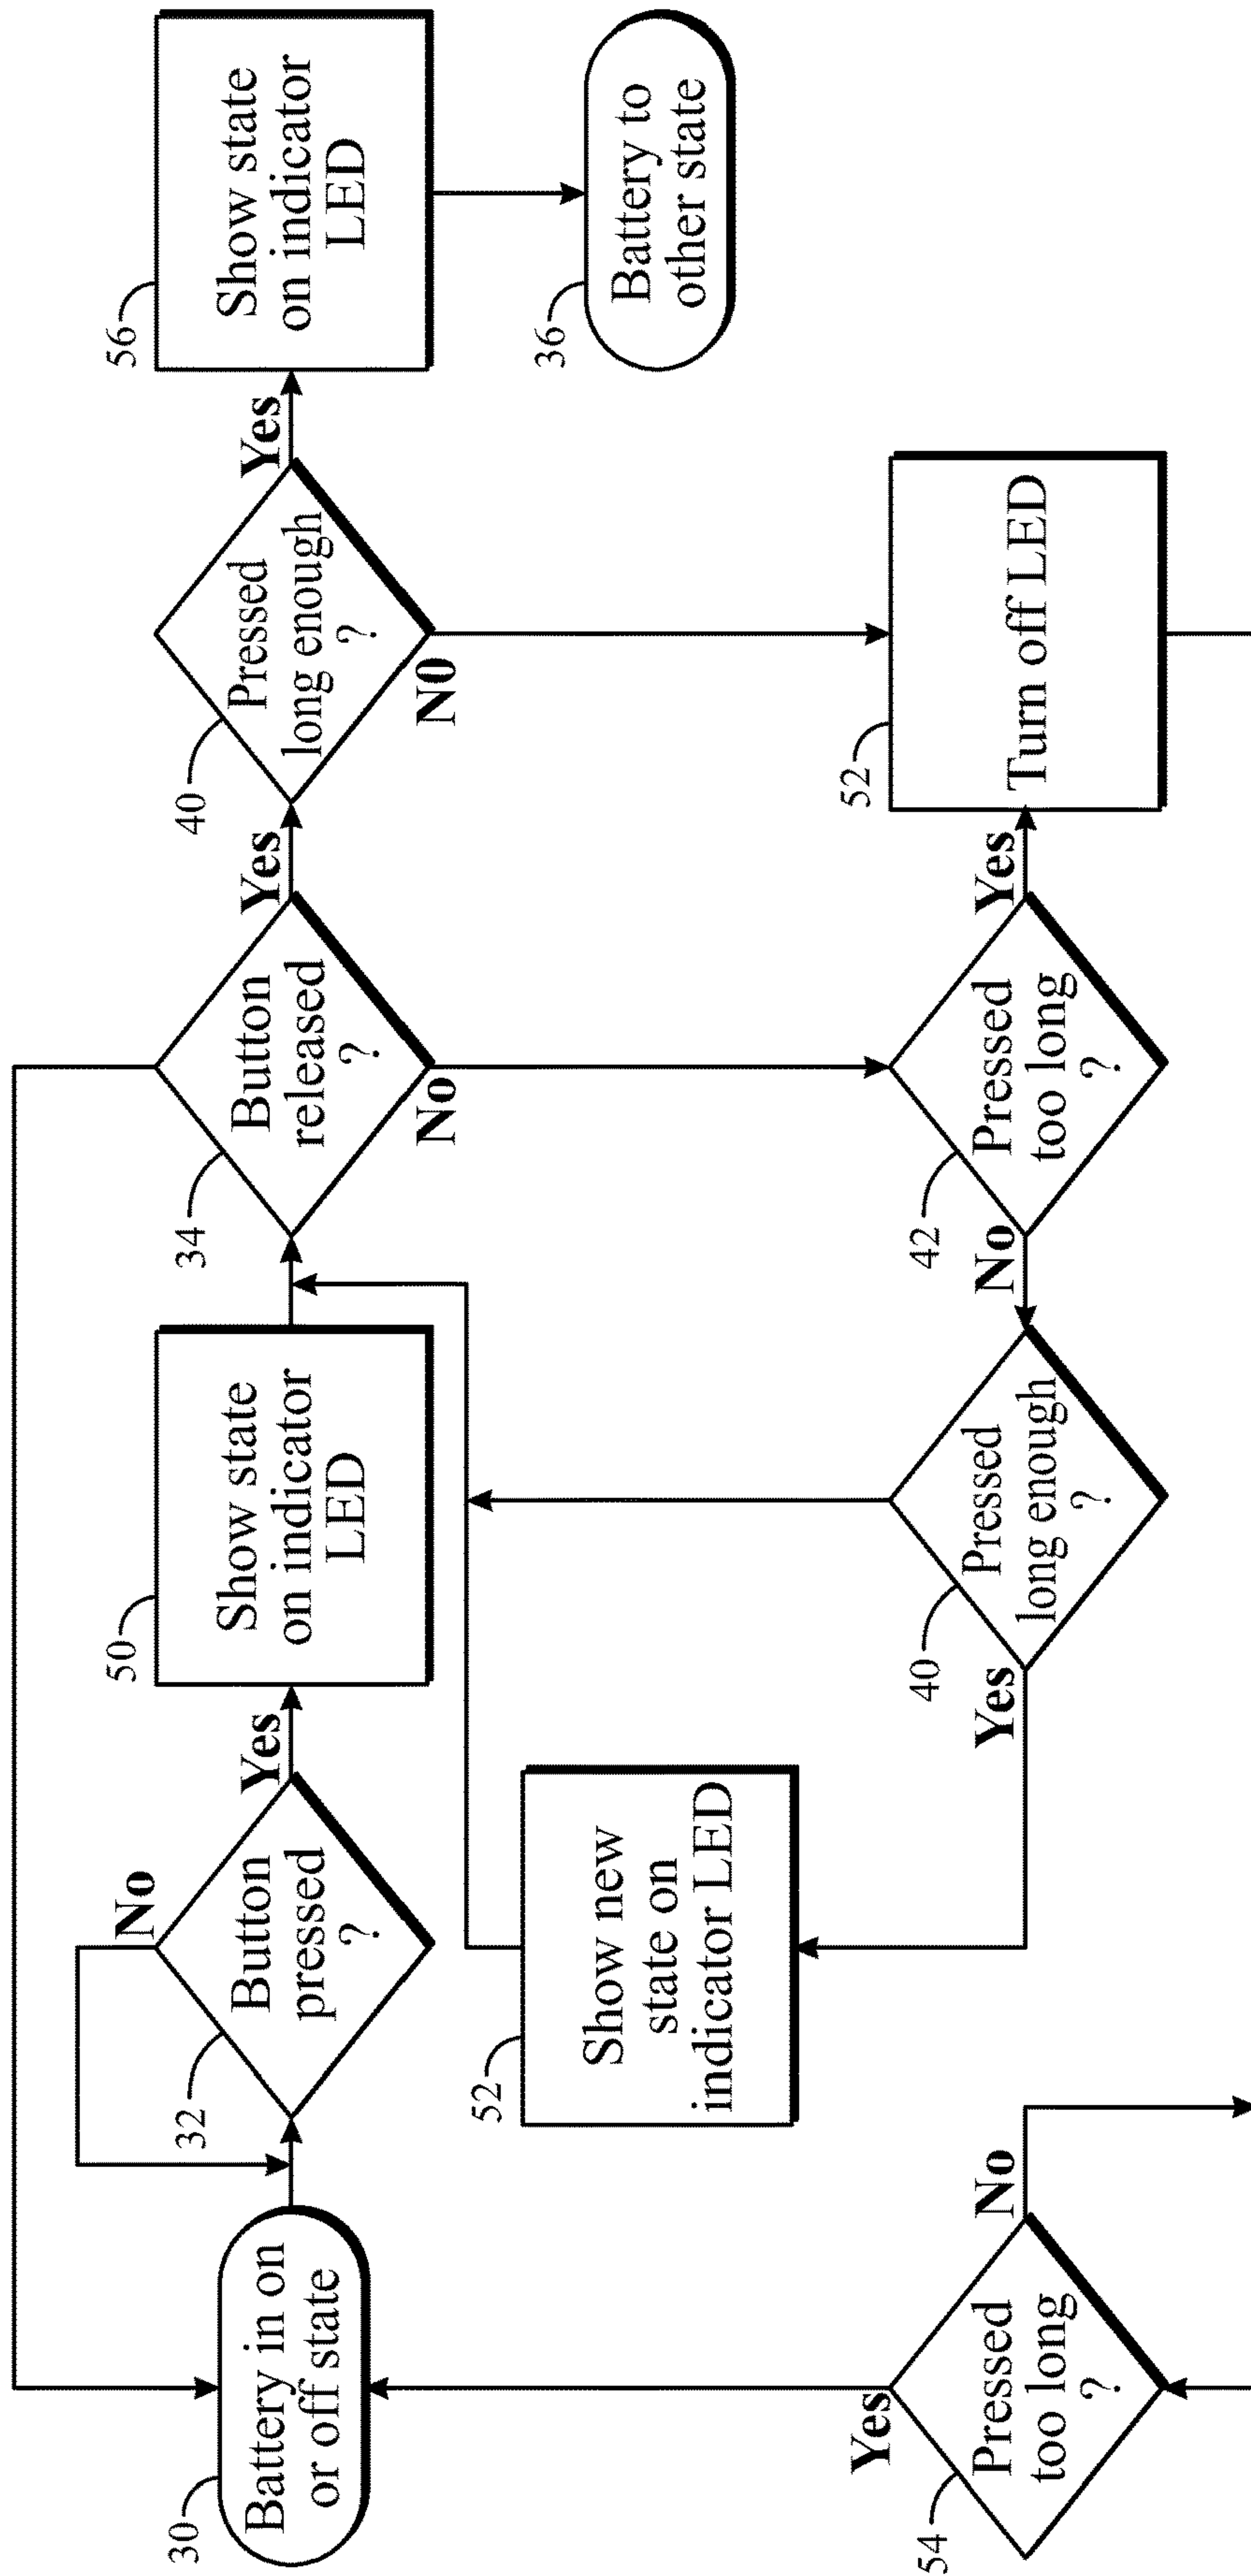 30
Battery in on
or off state
32
Button
pressed
?
No
Yes
50
Show state
on indicator
LED
34
Button
released
?
Yes
No
40
Pressed
long enough
?
Yes
N0
56
Show state
on indicator
LED
36
Battery to
other state
52
Show new
state on
indicator LED
54
Pressed
too long
?
Yes
No
40
Pressed
long enough
?
Yes
42
Pressed
too long
?
No
Yes
52
Turn off LED